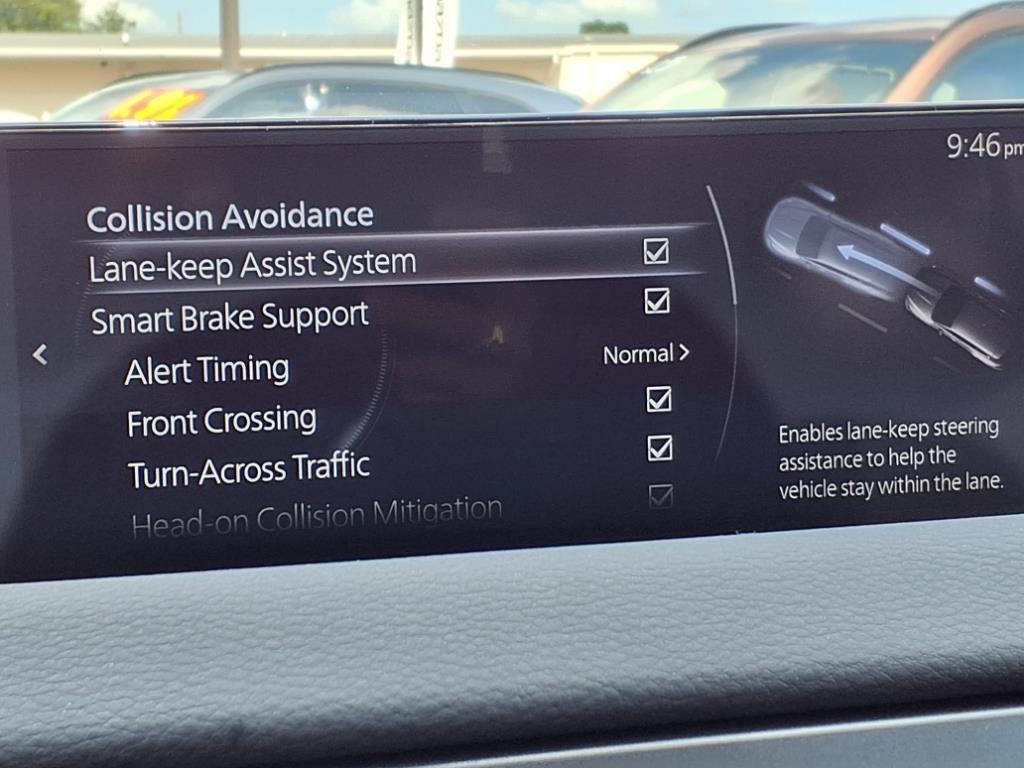 9:46 pm
Collision Avoidance
Lane-keep Assist System
Smart Brake Support
Alert Timing
Normal >
Front Crossing
Turn-Across Traffic
Head-on Collision Mitigation
Enables lane-keep steering
assistance to help the
vehicle stay within the lane.